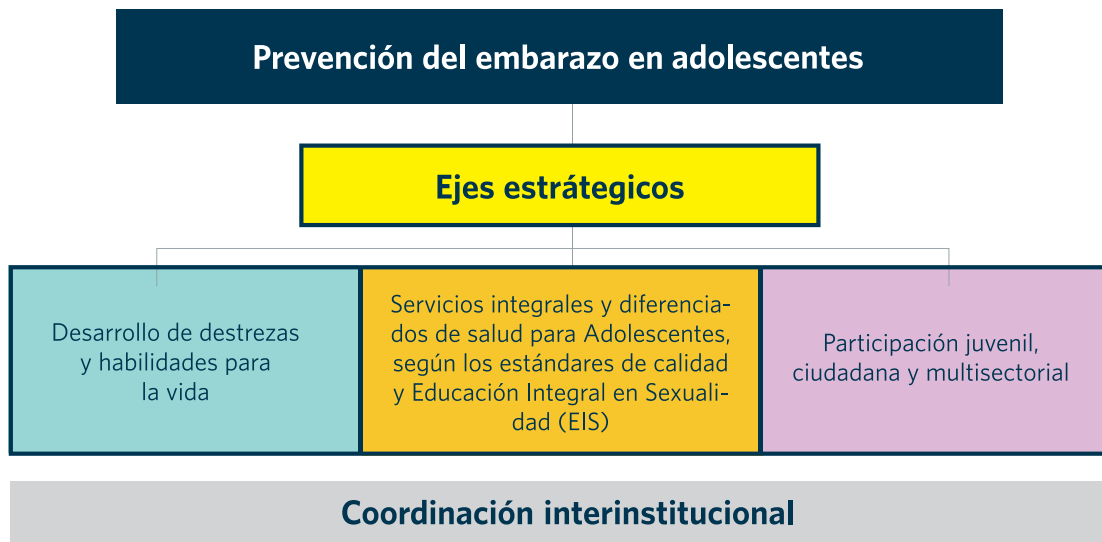 Prevención del embarazo en adolescentes
Ejes estrátegicos
Desarrollo de destrezas
y habilidades para
la vida
Servicios integrales y diferencia-
dos de salud para Adolescentes,
según los estándares de calidad
y Educación Integral en Sexuali-
dad (EIS)
Participación juvenil,
ciudadana y multisectorial
Coordinación interinstitucional